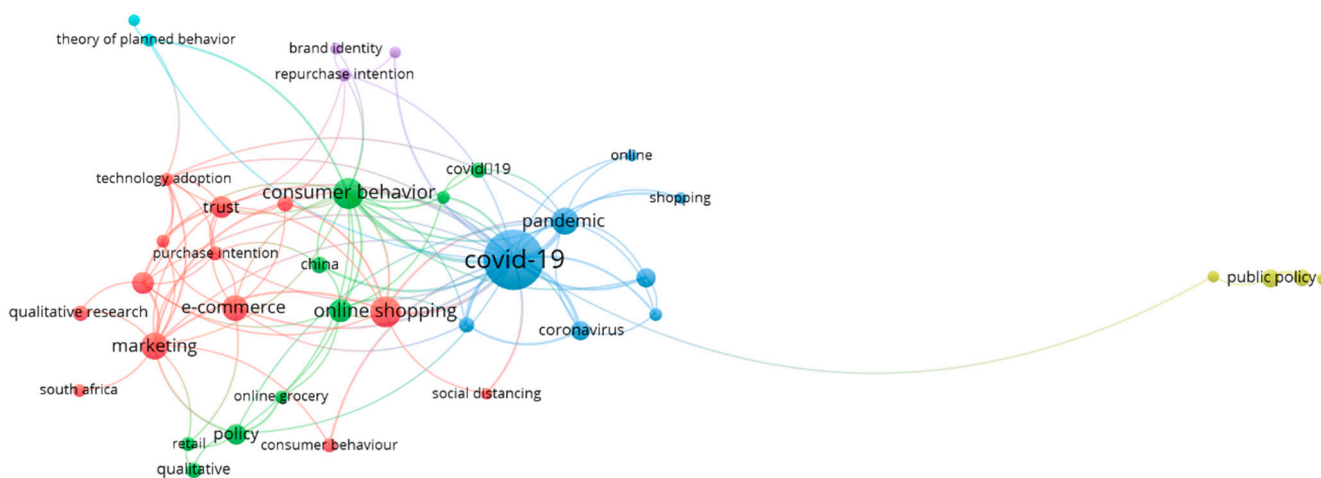 theory of planned behavior
brand identity
repurchase intention
online
covid▯19
technology adoption
consumer behavior
shopping
trust
pandemic
purchase intention
covid-19
china
public policy
e-commerce
online shopping
qualitative research
coronavirus
marketing
south africa
social distancing
online grocery
policy
retail
consumer behaviour
qualitative